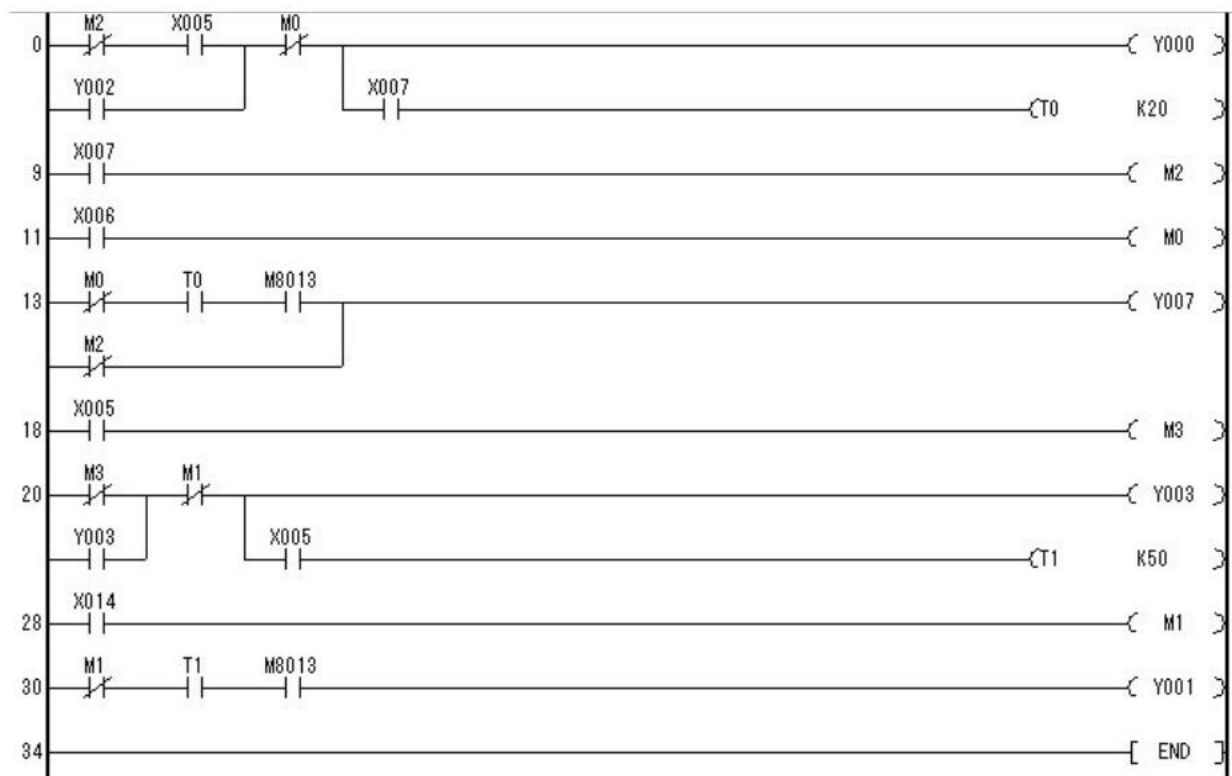 M2 X005 M0
0 Y000
Y002 X007
T0 K20
X007
9 M2
X006
11 M0
M0 T0 M8013
13 Y007
M2
X005
18 M3
M3 M1
20 Y003
Y003 X005
T1 K50
X014
28 M1
M1 T1 M8013
30 Y001
34 END